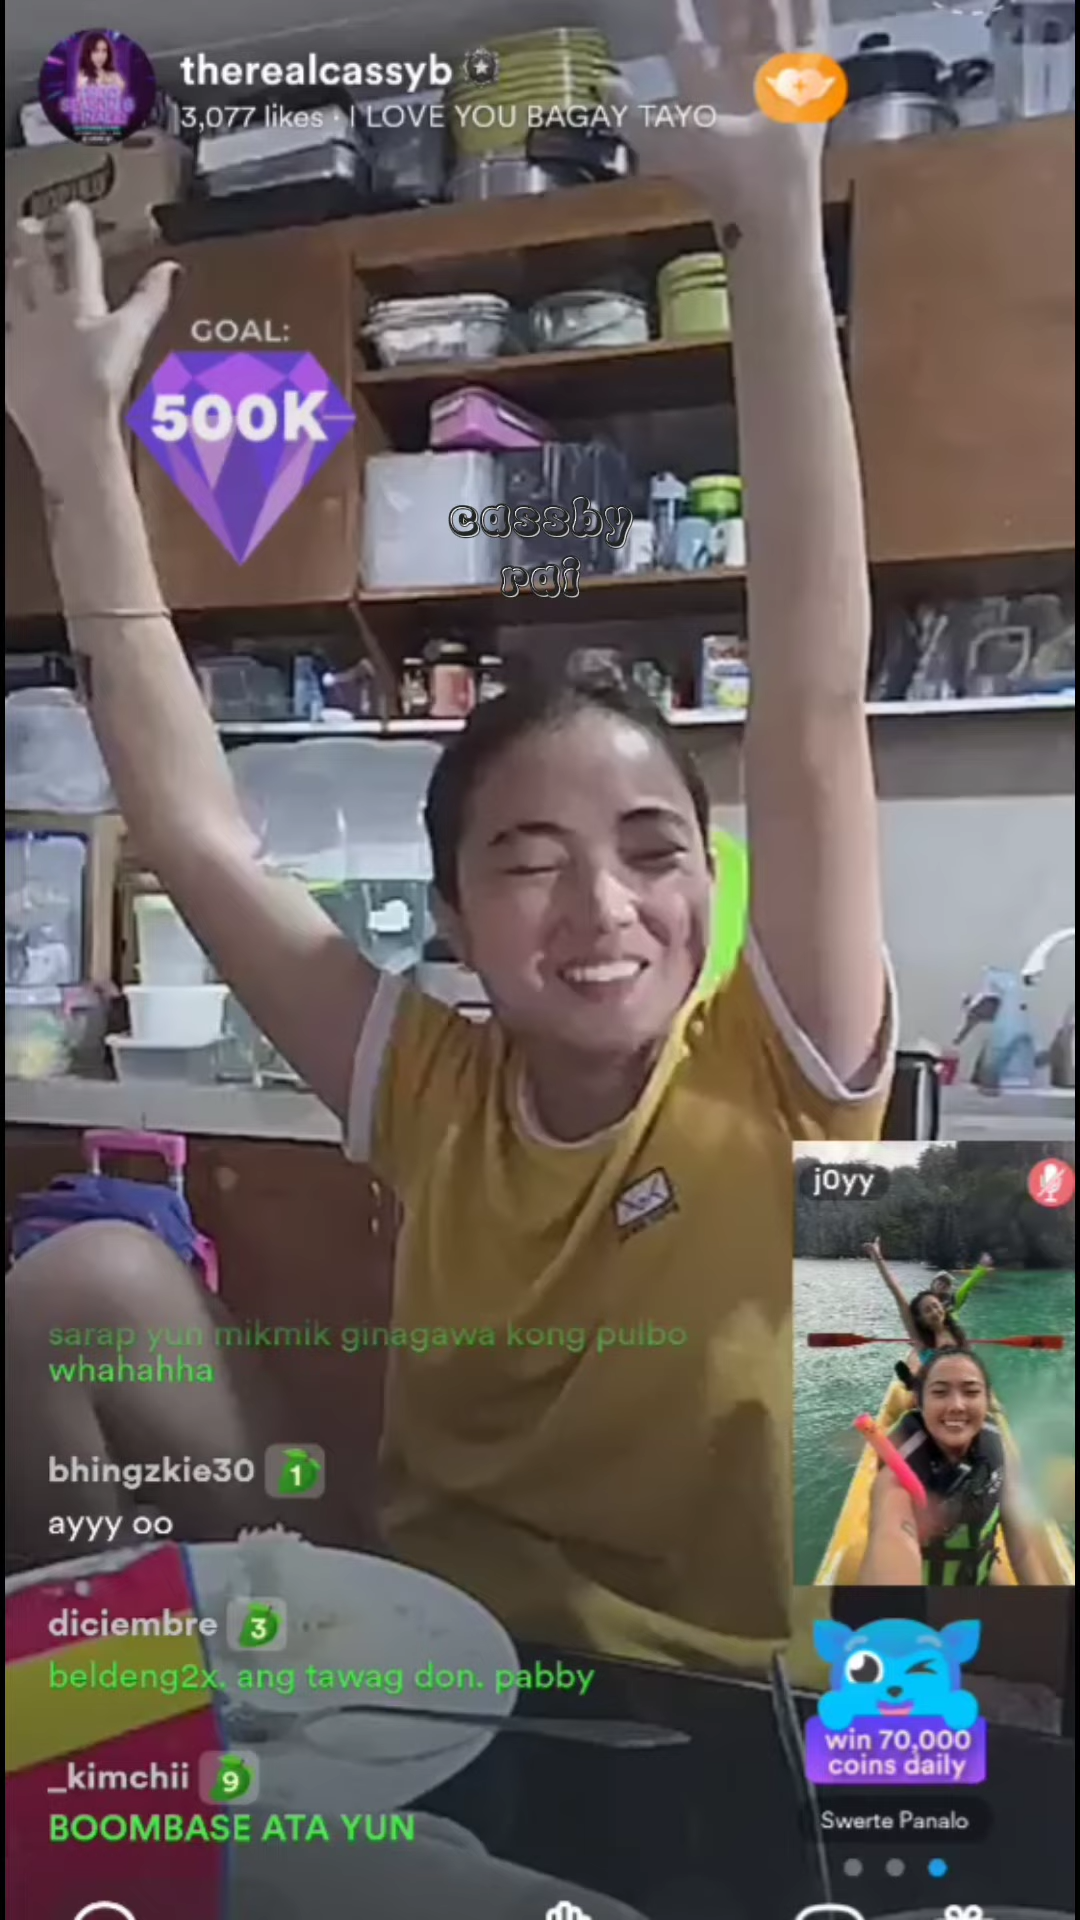 therealcassyb
3,077 likes · I LOVE YOU BAGAY TAYO
GOAL:
500K
cassby
rai
j0yy
sarap yun mikmik ginagawa kong pulbo
whahahha
bhingzkie30 1
ayyy oo
diciembre 3
beldeng2x. ang tawag don. pabby
_kimchii 9
BOOMBASE ATA YUN
win 70,000
coins daily
Swerte Panalo